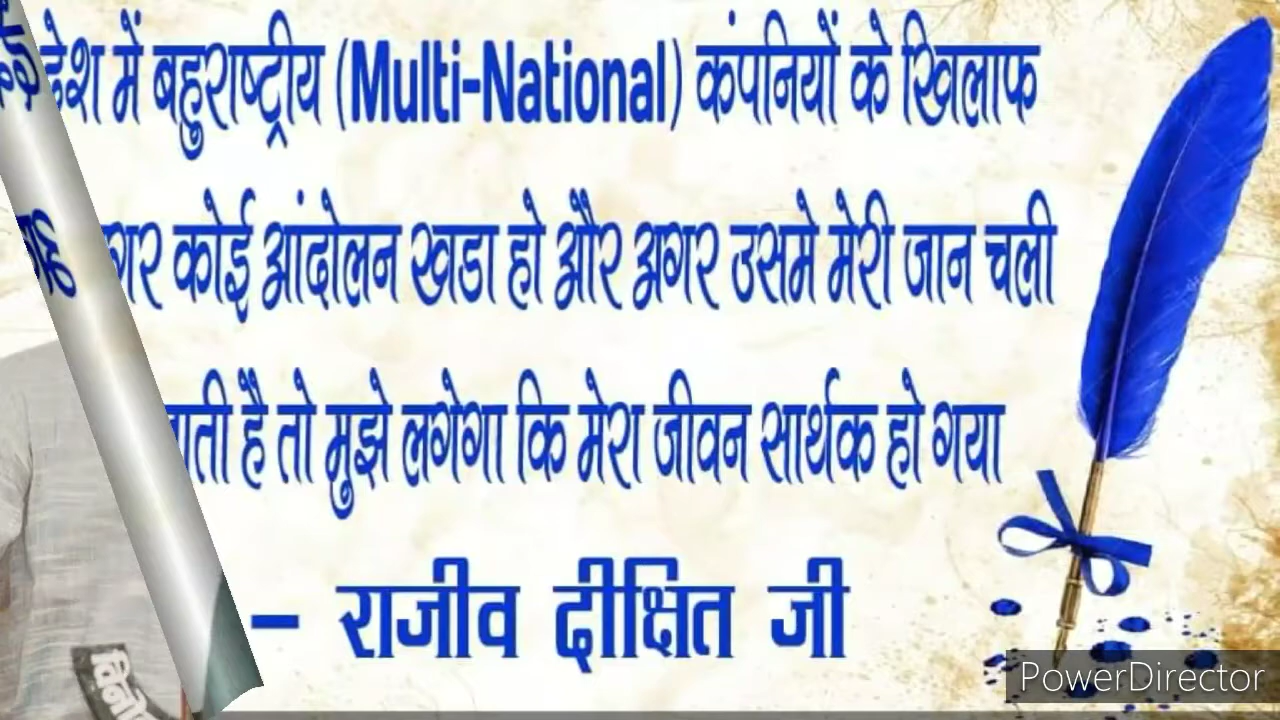 देश में बहुराष्ट्रीय (Multi-National) कंपनियों के खिलाफ
कोई आंदोलन खडा हो और अगर उसमे मेरी जान चली
है तो मुझे लगेगा कि मेरा जीवन सार्थक हो गया
– राजीव दीक्षित जी
PowerDirector